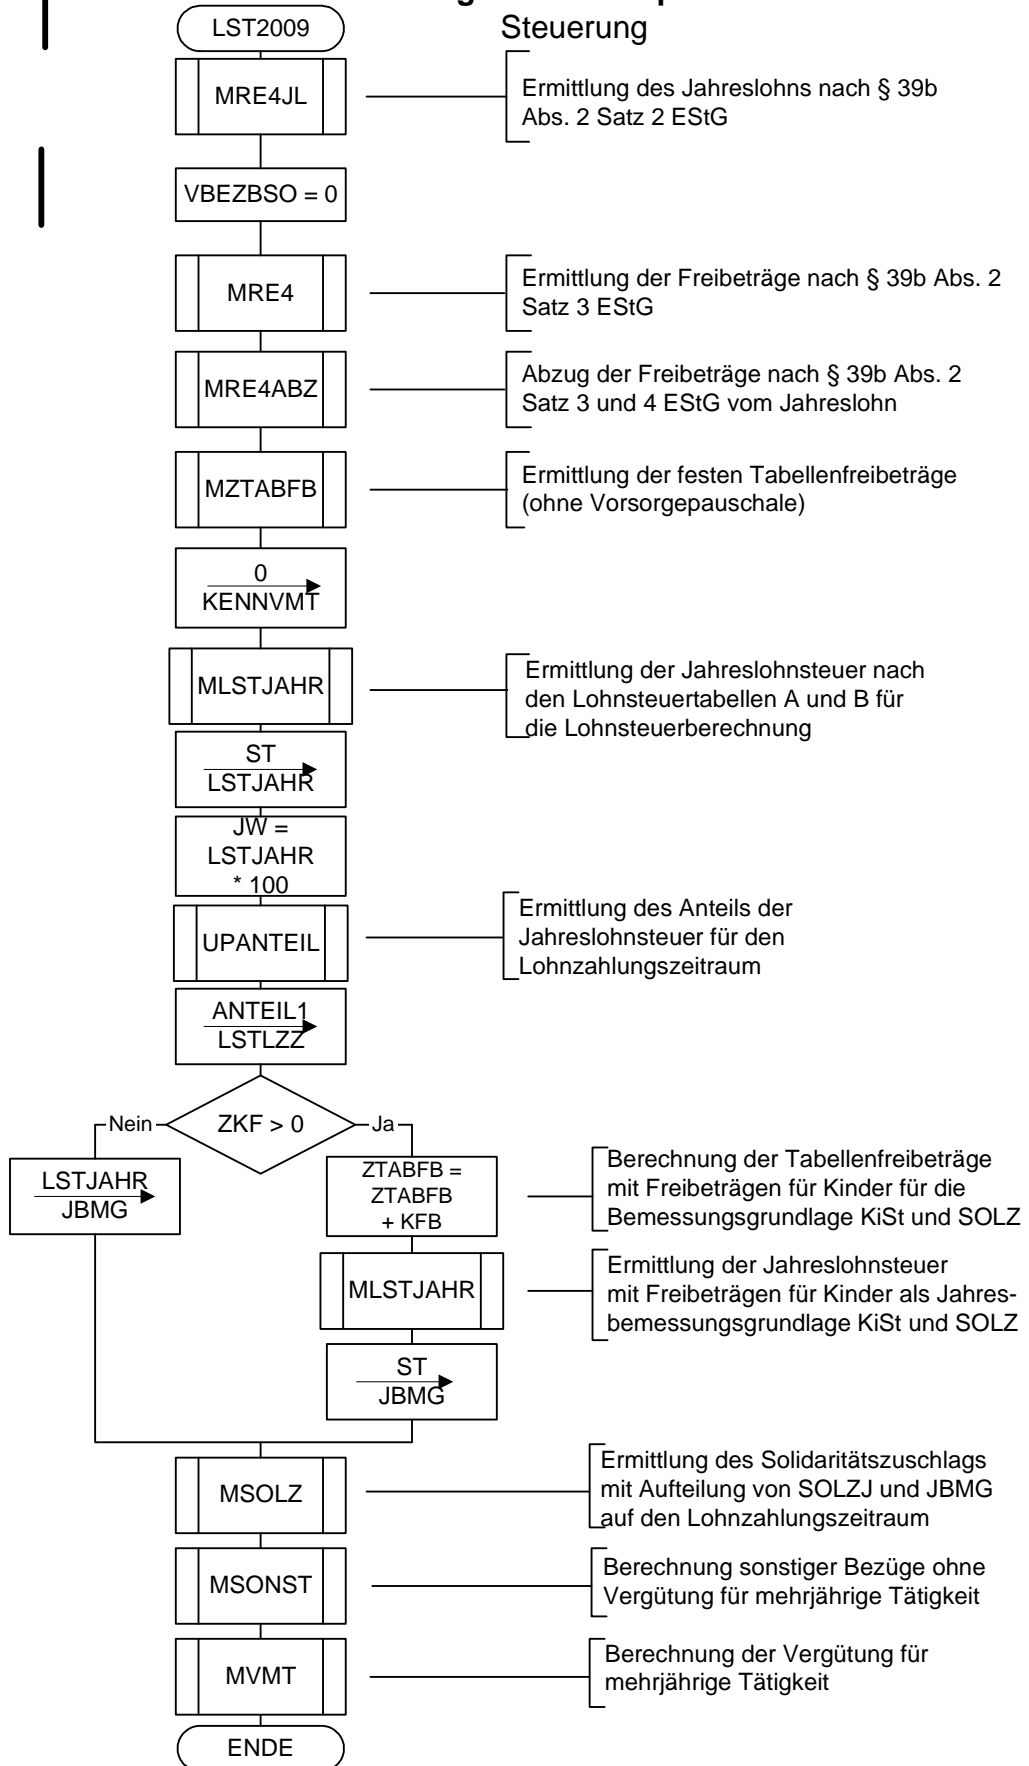 LST2009
Steuerung
MRE4JL
Ermittlung des Jahreslohns nach § 39b
Abs. 2 Satz 2 EStG
VBEZBSO = 0
MRE4
Ermittlung der Freibeträge nach § 39b Abs. 2
Satz 3 EStG
MRE4ABZ
Abzug der Freibeträge nach § 39b Abs. 2
Satz 3 und 4 EStG vom Jahreslohn
MZTABFB
Ermittlung der festen Tabellenfreibeträge
(ohne Vorsorgepauschale)
0
KENNVMT
MLSTJAHR
Ermittlung der Jahreslohnsteuer nach
den Lohnsteuertabellen A und B für
die Lohnsteuerberechnung
ST
LSTJAHR
JW =
LSTJAHR
* 100
UPANTEIL
Ermittlung des Anteils der
Jahreslohnsteuer für den
Lohnzahlungszeitraum
ANTEIL1
LSTLZZ
Nein
ZKF > 0
Ja
LSTJAHR
JBMG
ZTABFB =
ZTABFB
+ KFB
Berechnung der Tabellenfreibeträge
mit Freibeträgen für Kinder für die
Bemessungsgrundlage KiSt und SOLZ
MLSTJAHR
Ermittlung der Jahreslohnsteuer
mit Freibeträgen für Kinder als Jahres-
bemessungsgrundlage KiSt und SOLZ
ST
JBMG
MSOLZ
Ermittlung des Solidaritätszuschlags
mit Aufteilung von SOLZJ und JBMG
auf den Lohnzahlungszeitraum
MSONST
Berechnung sonstiger Bezüge ohne
Vergütung für mehrjährige Tätigkeit
MVMT
Berechnung der Vergütung für
mehrjährige Tätigkeit
ENDE